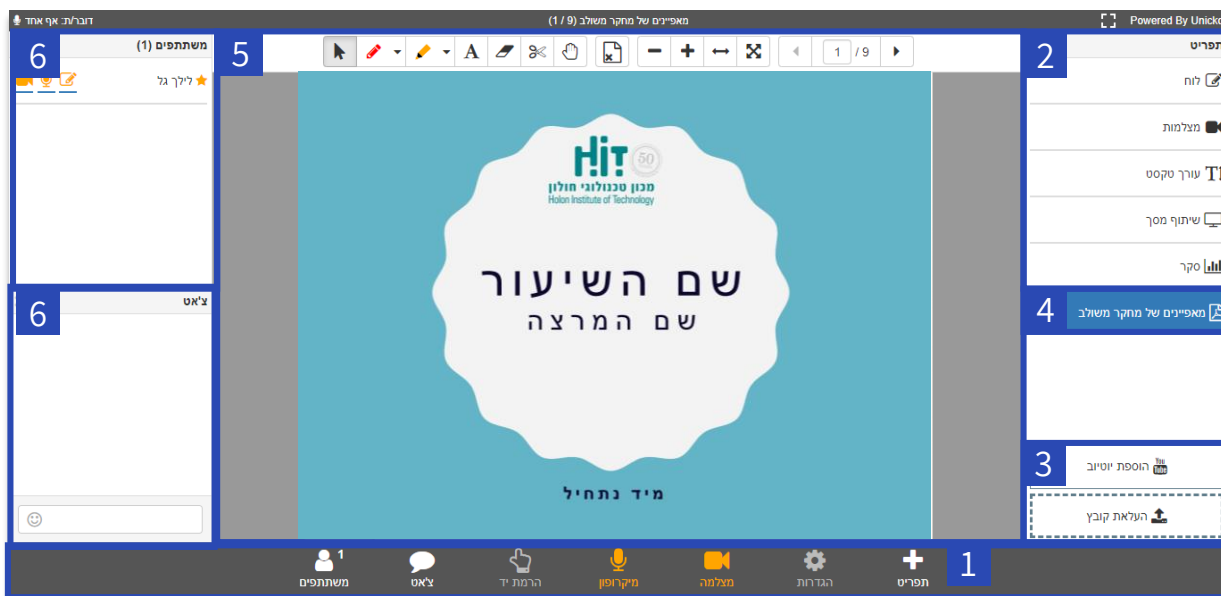 Powered By Unicko
מאפיינים של מחקר משולב (1 / 9)
דובר/ת: אף אחד
2
תפריט
לוח
מצלמות
עורך טקסט
שיתוף מסך
סקר
4
מאפיינים של מחקר משולב
3
הוספת יוטיוב
העלאת קובץ
5
A
1 / 9
HiT
50
מכון טכנולוגי חולון
Holon Institute of Technology
שם השיעור
שם המרצה
מיד נתחיל
6
משתתפים (1)
לילך גל
6
צ'אט
1
תפריט
הגדרות
מצלמה
מיקרופון
הרמת יד
צ'אט
1
משתתפים